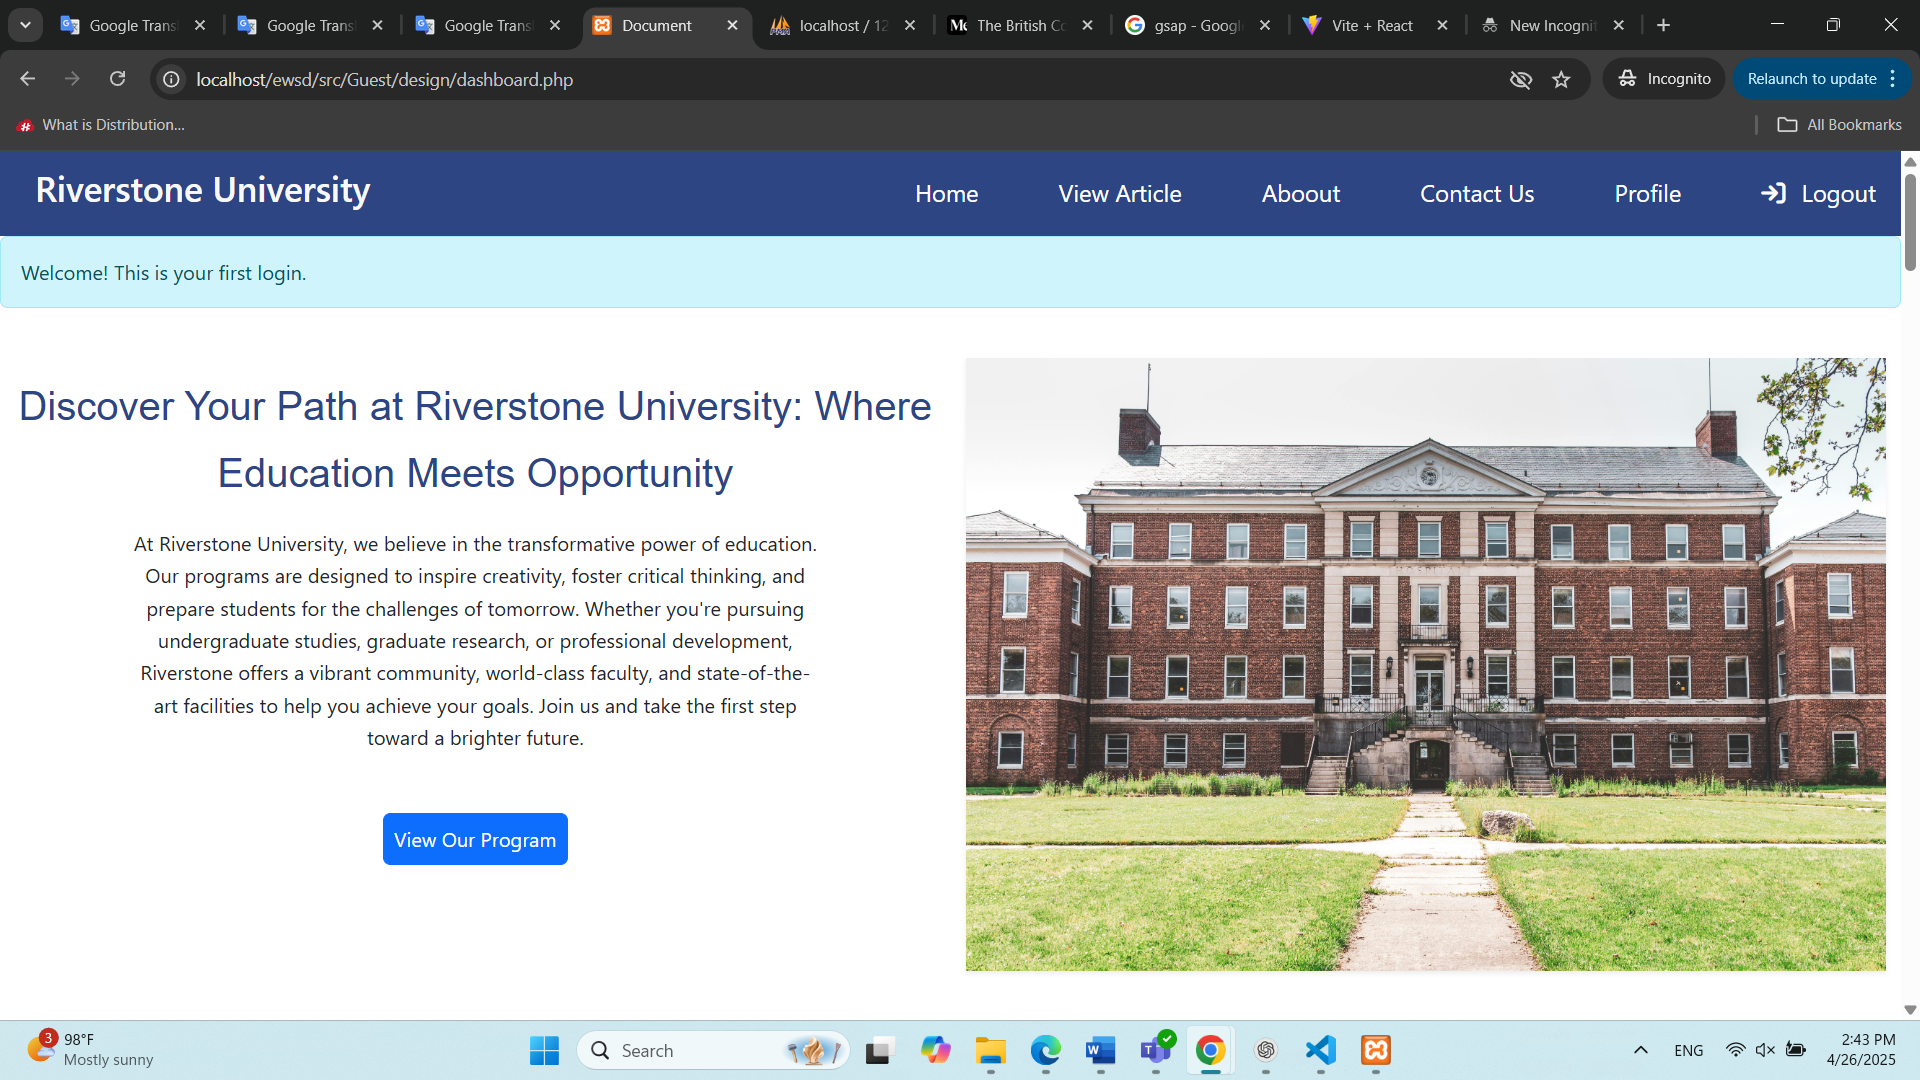 Google Trans
Google Trans
Google Trans
Document
localhost / 12
The British Ce
gsap - Google
Vite + React
New Incognit
localhost/ewsd/src/Guest/design/dashboard.php
Incognito
Relaunch to update
What is Distribution...
All Bookmarks
Riverstone University
Home
View Article
Aboout
Contact Us
Profile
Logout
Welcome! This is your first login.
Discover Your Path at Riverstone University: Where
Education Meets Opportunity
At Riverstone University, we believe in the transformative power of education.
Our programs are designed to inspire creativity, foster critical thinking, and
prepare students for the challenges of tomorrow. Whether you're pursuing
undergraduate studies, graduate research, or professional development,
Riverstone offers a vibrant community, world-class faculty, and state-of-the-
art facilities to help you achieve your goals. Join us and take the first step
toward a brighter future.
View Our Program
3
98°F
Mostly sunny
Search
ENG
2:43 PM
4/26/2025